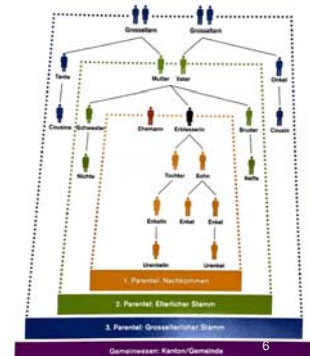 Grosseltern Grosseltern
Tante Mutter Vater Onkel
Cousine Schwester Ehemann Erblasserin Bruder Cousin
Nichte Tochter Sohn Neffe
Enkelin Enkel Enkel
Urenkelin Urenkel
1. Parentel: Nachkommen
2. Parentel: Elterlicher Stamm
3. Parentel: Grosselterlicher Stamm
6
Gemeinwesen: Kanton/Gemeinde